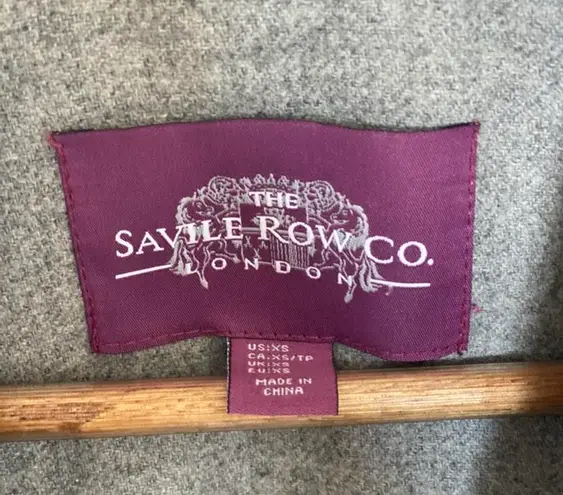 THE
SAVILE ROW CO.
LONDON
US:XS
CA:XS/TP
UK:XS
EU:XS
MADE IN
CHINA